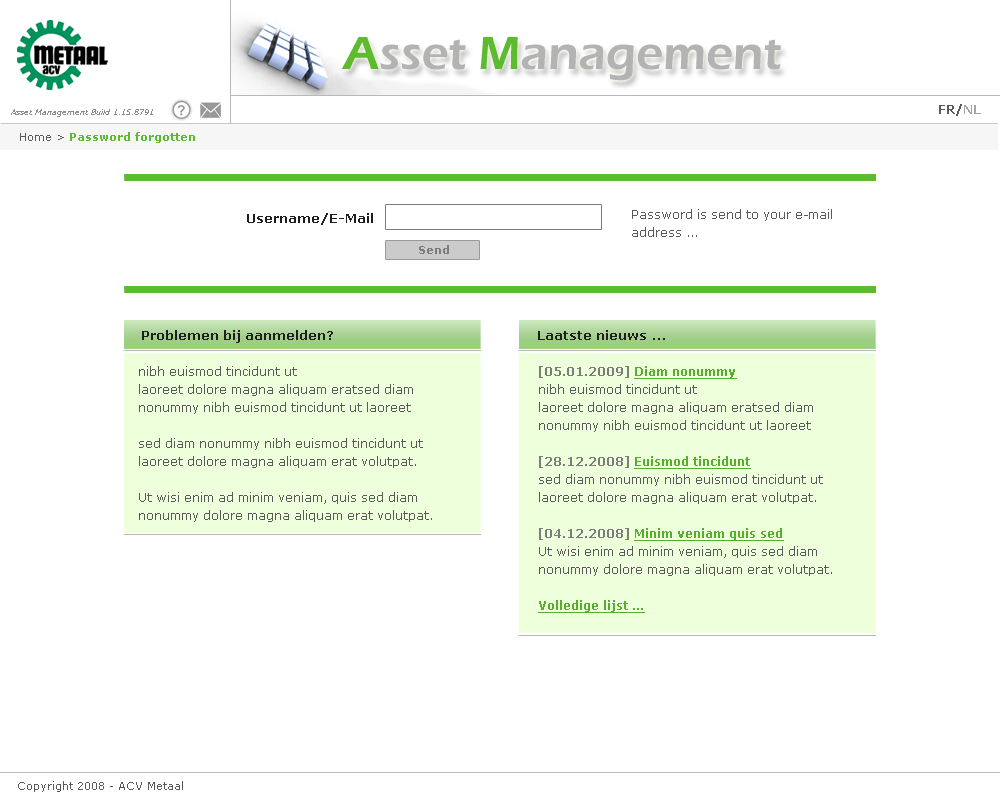 METAAL
acv
Asset Management
Asset Management Build 1.15.8791
?
FR/NL
Home > Password forgotten
Username/E-Mail
Password is send to your e-mail
address ...
Send
Problemen bij aanmelden?
nibh euismod tincidunt ut
laoreet dolore magna aliquam eratsed diam
nonummy nibh euismod tincidunt ut laoreet
sed diam nonummy nibh euismod tincidunt ut
laoreet dolore magna aliquam erat volutpat.
Ut wisi enim ad minim veniam, quis sed diam
nonummy dolore magna aliquam erat volutpat.
Laatste nieuws ...
[05.01.2009] Diam nonummy
nibh euismod tincidunt ut
laoreet dolore magna aliquam eratsed diam
nonummy nibh euismod tincidunt ut laoreet
[28.12.2008] Euismod tincidunt
sed diam nonummy nibh euismod tincidunt ut
laoreet dolore magna aliquam erat volutpat.
[04.12.2008] Minim veniam quis sed
Ut wisi enim ad minim veniam, quis sed diam
nonummy dolore magna aliquam erat volutpat.
Volledige lijst ...
Copyright 2008 - ACV Metaal